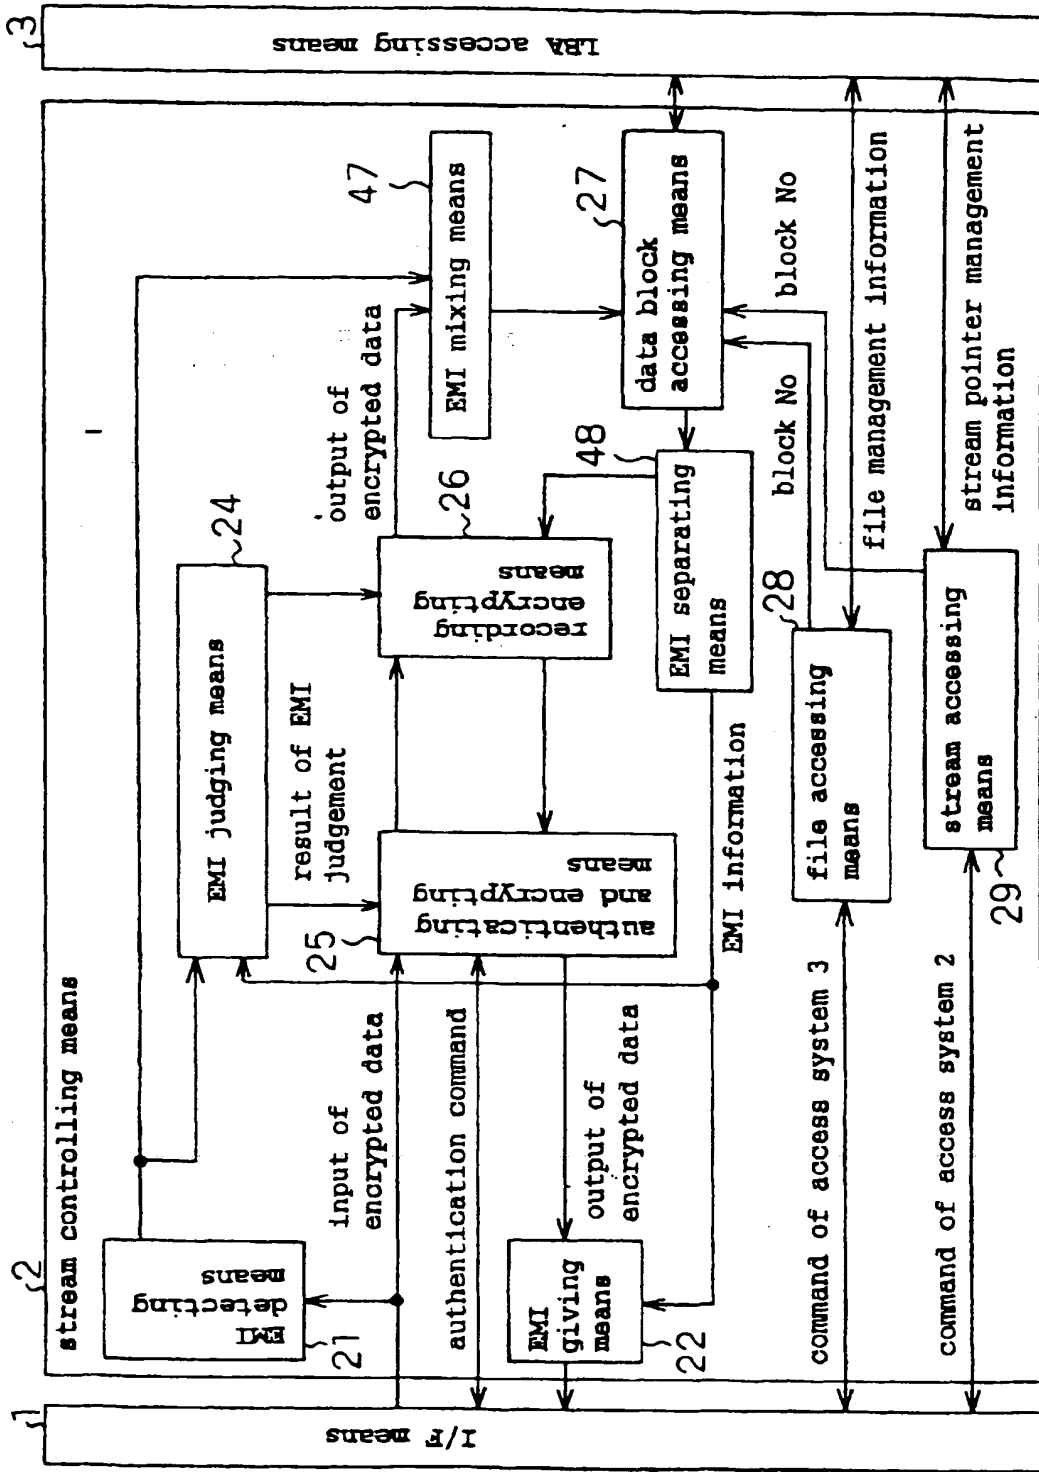 1
I/F means
2
stream controlling means
EMI
detecting
means
21
24
EMI judging means
result of EMI
judgement
input of
encrypted data
authentication command
25
authenticating
and encrypting
means
26
recording
encrypting
means
output of
encrypted data
47
EMI mixing means
output of
encrypted data
EMI
giving
means
22
EMI information
48
EMI separating
means
27
data block
accessing means
block No
block No
28
file accessing
means
file management information
command of access system 3
29
stream accessing
means
stream pointer management
information
command of access system 2
3
LBA accessing means